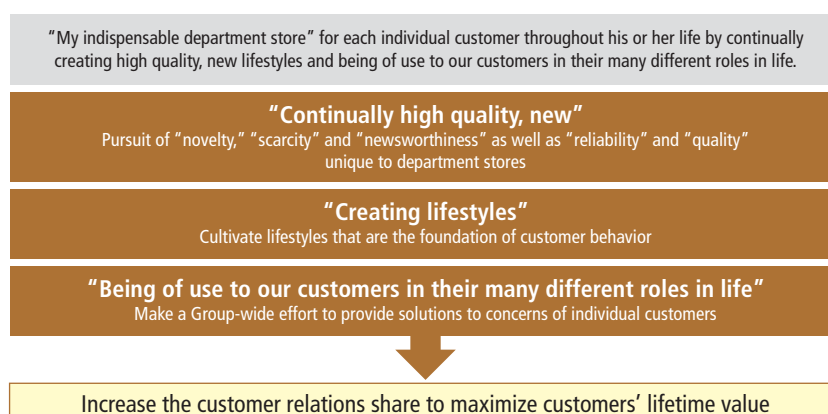 “My indispensable department store” for each individual customer throughout his or her life by continually
creating high quality, new lifestyles and being of use to our customers in their many different roles in life.
“Continually high quality, new”
Pursuit of “novelty,” “scarcity” and “newsworthiness” as well as “reliability” and “quality”
unique to department stores
“Creating lifestyles”
Cultivate lifestyles that are the foundation of customer behavior
“Being of use to our customers in their many different roles in life”
Make a Group-wide effort to provide solutions to concerns of individual customers
Increase the customer relations share to maximize customers’ lifetime value